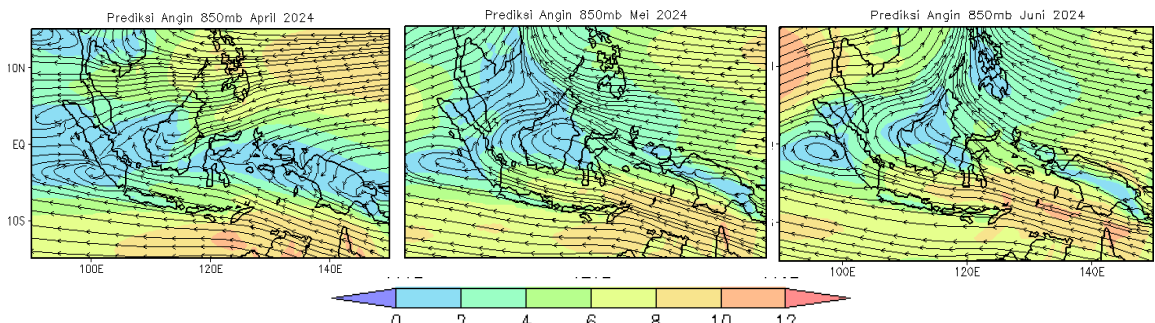 Prediksi Angin 850mb April 2024
Prediksi Angin 850mb Mei 2024
Prediksi Angin 850mb Juni 2024
10N
EQ
10S
100E 120E 140E
100E 120E 140E
0 2 4 6 8 10 12